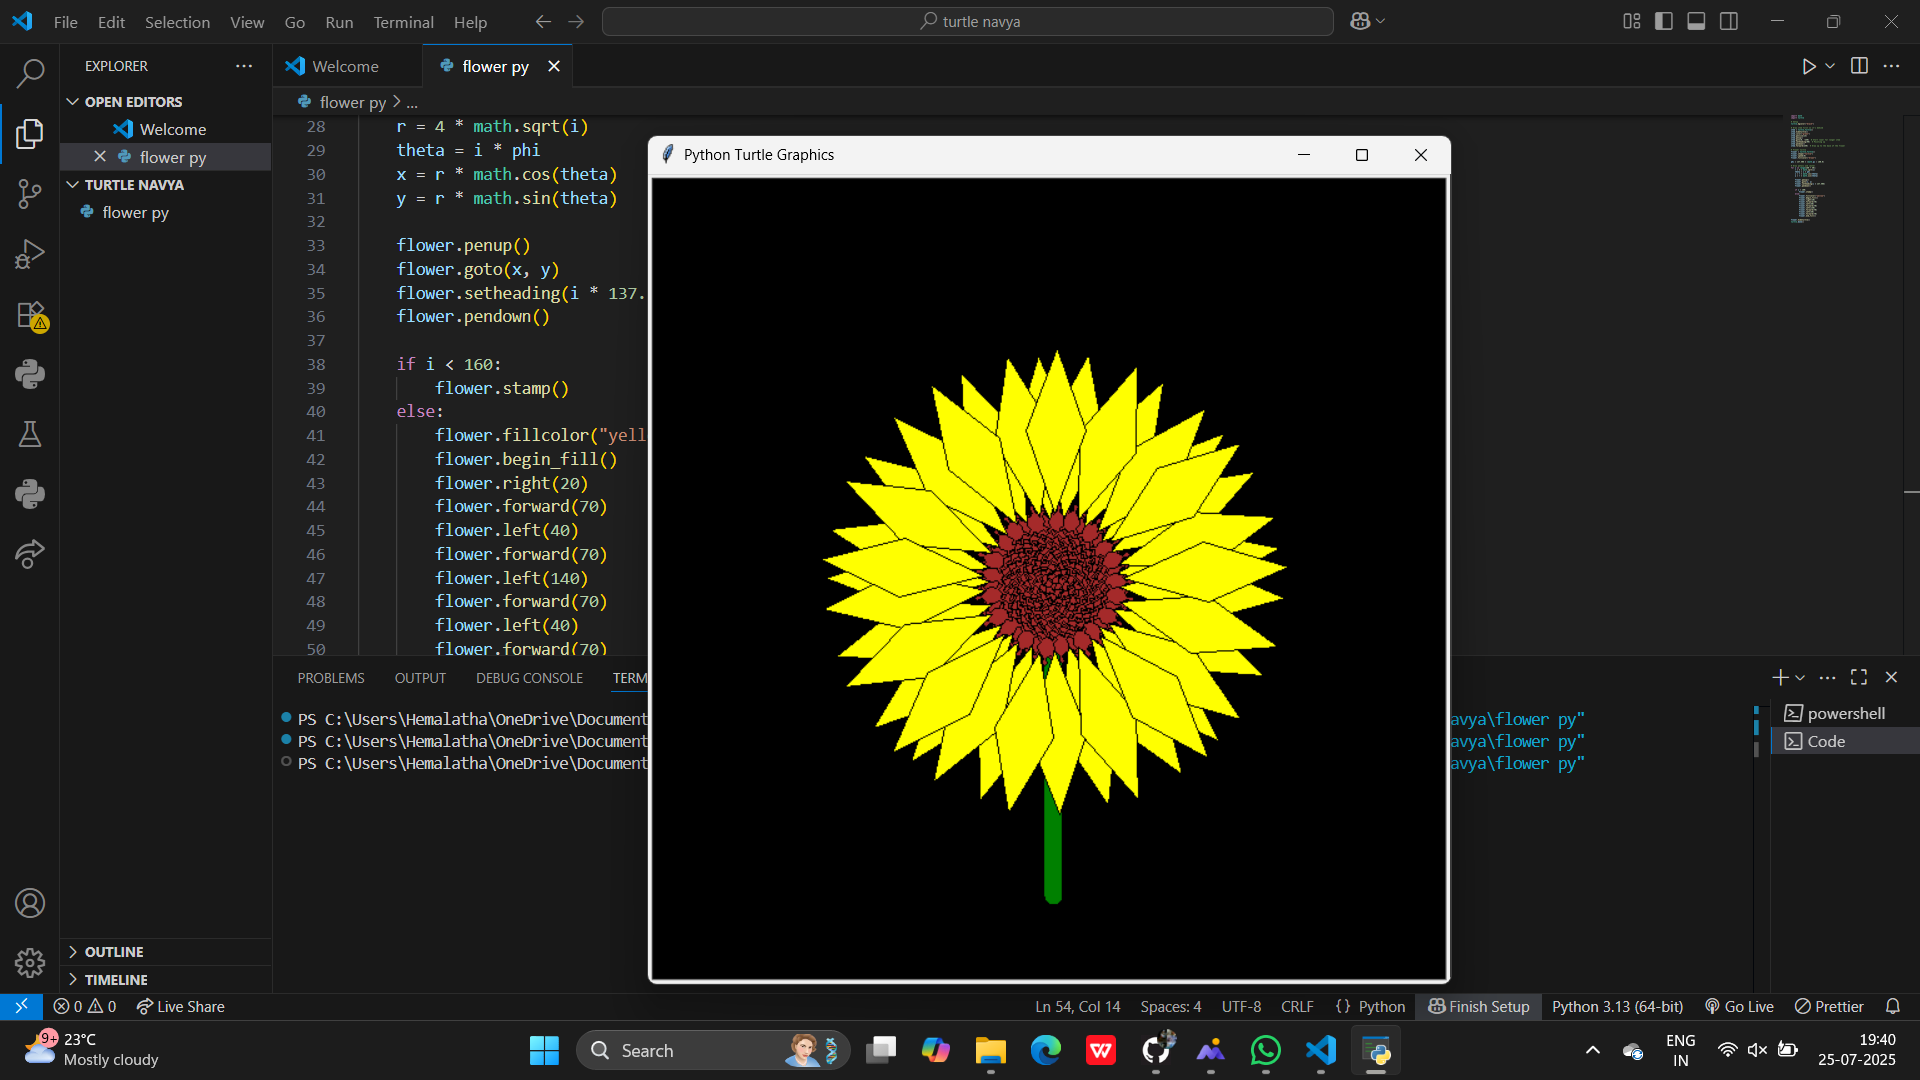 File Edit Selection View Go Run Terminal Help
turtle navya
EXPLORER
OPEN EDITORS
Welcome
flower py
TURTLE NAVYA
flower py
OUTLINE
TIMELINE
Welcome
flower py
flower py > ...
28 r = 4 * math.sqrt(i)
29 theta = i * phi
30 x = r * math.cos(theta)
31 y = r * math.sin(theta)
32
33 flower.penup()
34 flower.goto(x, y)
35 flower.setheading(i * 137.
36 flower.pendown()
37
38 if i < 160:
39 flower.stamp()
40 else:
41 flower.fillcolor("yell
42 flower.begin_fill()
43 flower.right(20)
44 flower.forward(70)
45 flower.left(40)
46 flower.forward(70)
47 flower.left(140)
48 flower.forward(70)
49 flower.left(40)
50 flower.forward(70)
Python Turtle Graphics
PROBLEMS OUTPUT DEBUG CONSOLE TERM
PS C:\Users\Hemalatha\OneDrive\Document avya\flower py"
PS C:\Users\Hemalatha\OneDrive\Document avya\flower py"
PS C:\Users\Hemalatha\OneDrive\Document avya\flower py"
powershell
Code
0 0 Live Share
Ln 54, Col 14 Spaces: 4 UTF-8 CRLF {} Python Finish Setup Python 3.13 (64-bit) Go Live Prettier
9+
23°C
Mostly cloudy
Search
W
ENG
IN
19:40
25-07-2025